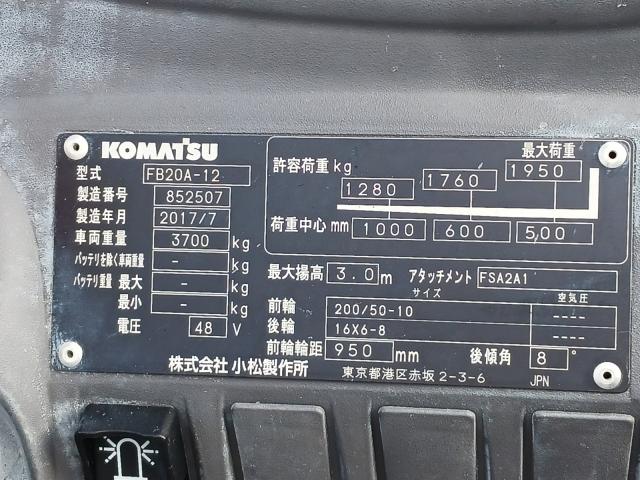 KOMATSU
型式 FB20A-12
製造番号 852507
製造年月 2017/7
車両重量 3700 kg
バッテリを除く車両重量 - kg
バッテリ重量 最大 - kg
最小 - kg
電圧 48 V
許容荷重 kg 最大荷重
1280 1760 1950
荷重中心 mm 1000 600 500
最大揚高 3.0 m アタッチメント FSA2A1
サイズ 空気圧
前輪 200/50-10 ----
後輪 16X6-8 ----
前輪輪距 950 mm 後傾角 8 °
株式会社 小松製作所 東京都港区赤坂 2-3-6 JPN